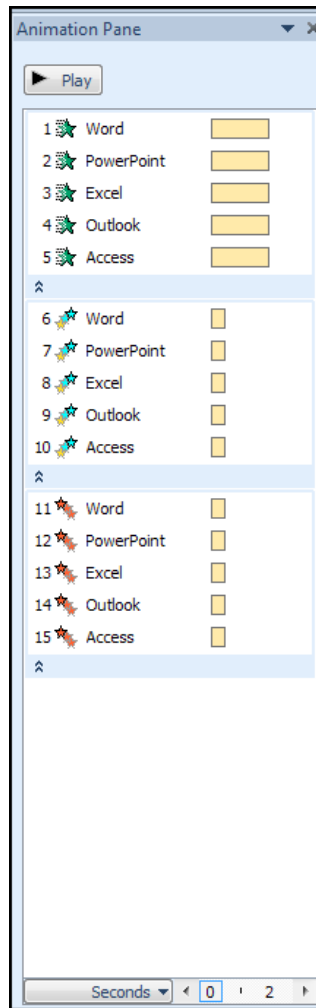 Animation Pane
Play
1 Word
2 PowerPoint
3 Excel
4 Outlook
5 Access
6 Word
7 PowerPoint
8 Excel
9 Outlook
10 Access
11 Word
12 PowerPoint
13 Excel
14 Outlook
15 Access
Seconds 0 2